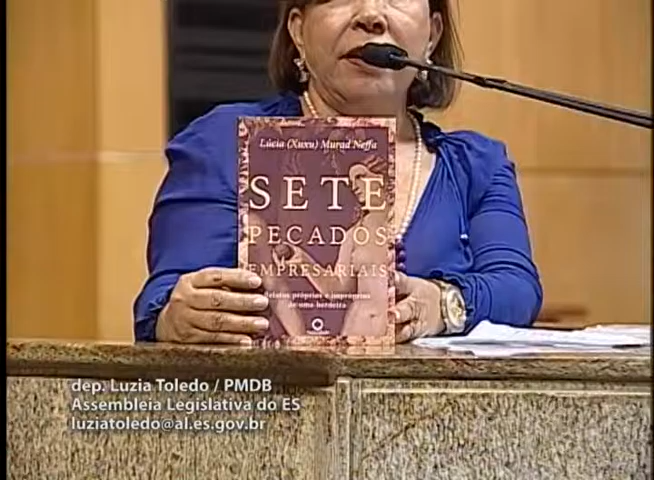 Lúcia (Xuxu) Murad Neffa
SETE
PECADOS
EMPRESARIAIS
Relatos próprios e impróprios
de uma herdeira
dep. Luzia Toledo / PMDB
Assembleia Legislativa do ES
luziatoledo@al.es.gov.br